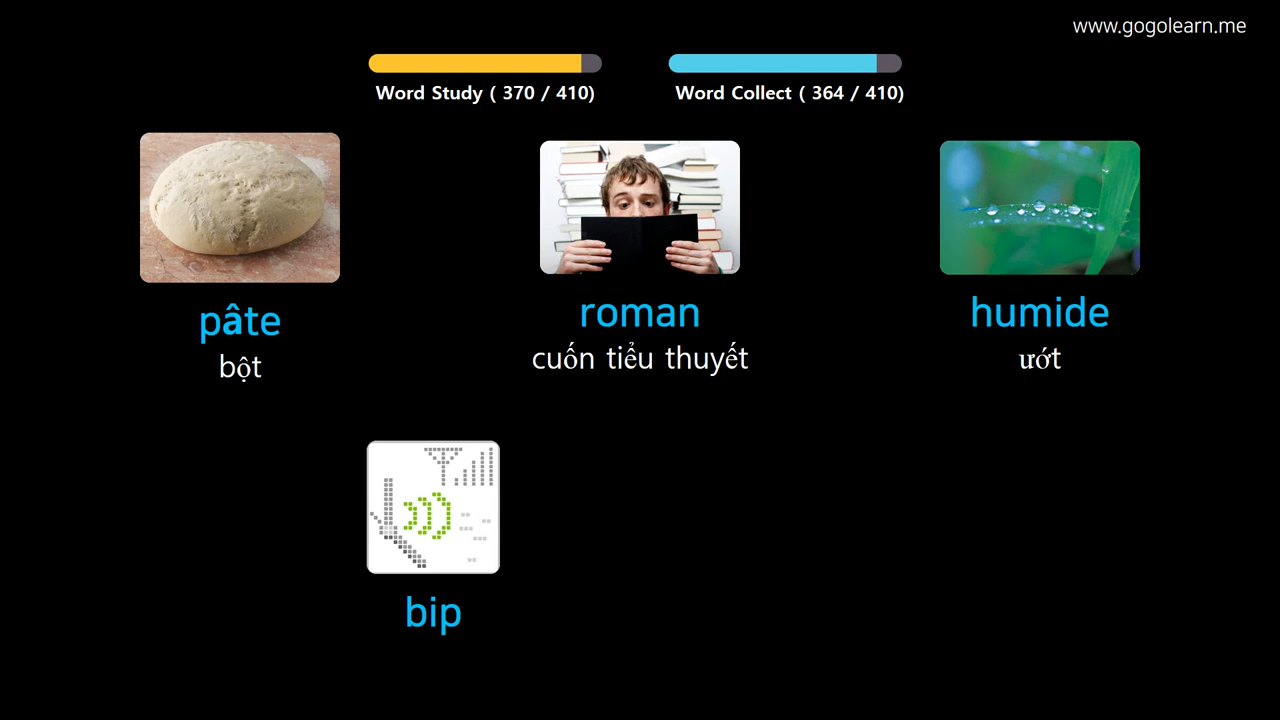 www.gogolearn.me
Word Study ( 370 / 410)
Word Collect ( 364 / 410)
pâte
bột
roman
cuốn tiểu thuyết
humide
ướt
bip